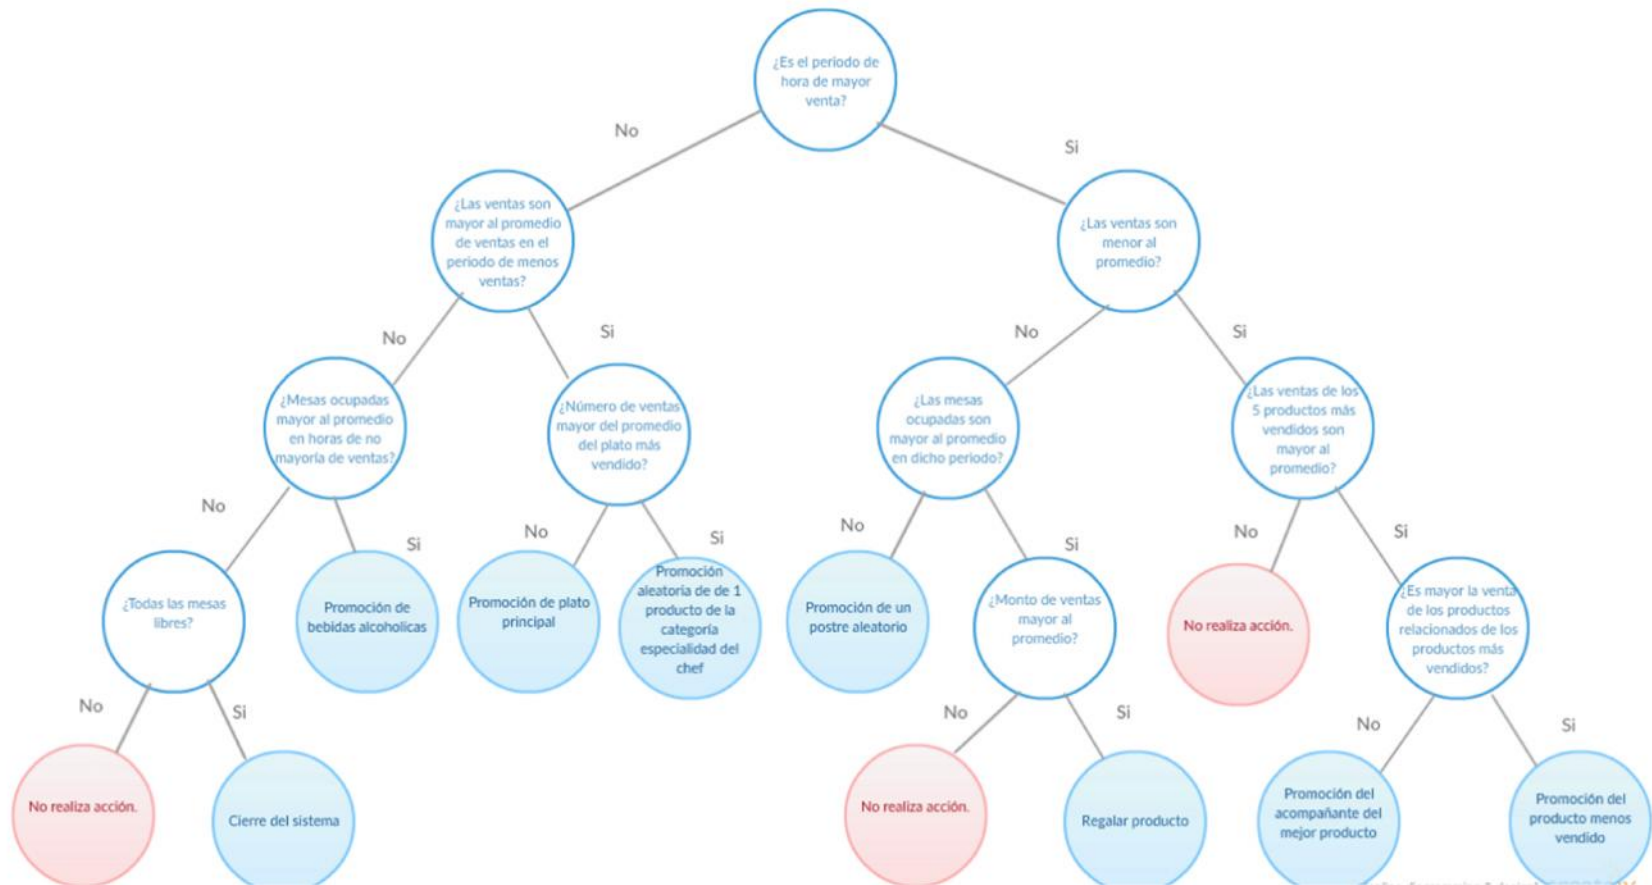 ¿Es el periodo de
hora de mayor
venta?
No
Si
¿Las ventas son
mayor al promedio
de ventas en el
periodo de menos
ventas?
¿Las ventas son
menor al
promedio?
No
Si
No
Si
¿Mesas ocupadas
mayor al promedio
en horas de no
mayoría de ventas?
¿Número de ventas
mayor del promedio
del plato más
vendido?
¿Las mesas
ocupadas son
mayor al promedio
en dicho periodo?
¿Las ventas de los
5 productos más
vendidos son
mayor al
promedio?
No
Si
No
Si
No
Si
No
Si
¿Todas las mesas
libres?
Promoción de
bebidas alcoholicas
Promoción de plato
principal
Promoción
aleatoria de de 1
producto de la
categoría
especialidad del
chef
Promoción de un
postre aleatorio
¿Monto de ventas
mayor al
promedio?
No realiza acción.
¿Es mayor la venta
de los productos
relacionados de los
productos más
vendidos?
No
Si
No
Si
No
Si
No realiza acción.
Cierre del sistema
No realiza acción.
Regalar producto
Promoción del
acompañante del
mejor producto
Promoción del
producto menos
vendido